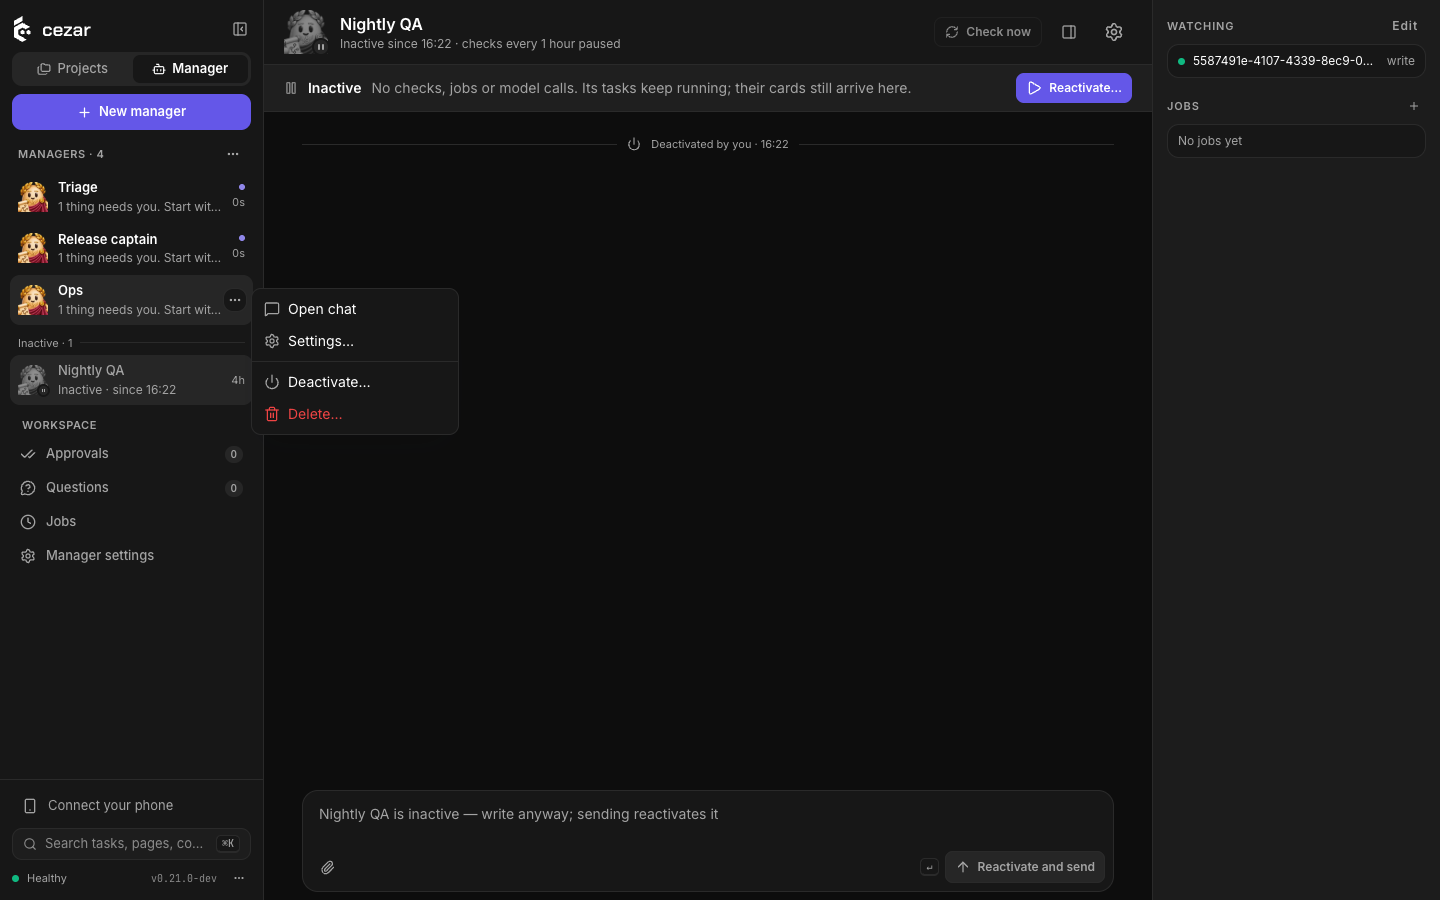 cezar
Projects
Manager
New manager
MANAGERS · 4
Triage
1 thing needs you. Start wit...
0s
Release captain
1 thing needs you. Start wit...
0s
Ops
1 thing needs you. Start wit...
Inactive · 1
Nightly QA
Inactive · since 16:22
4h
WORKSPACE
Approvals
0
Questions
0
Jobs
Manager settings
Connect your phone
Search tasks, pages, co...
⌘K
Healthy
v0.21.0-dev
Open chat
Settings...
Deactivate...
Delete...
Nightly QA
Inactive since 16:22 · checks every 1 hour paused
Check now
Inactive No checks, jobs or model calls. Its tasks keep running; their cards still arrive here.
Reactivate...
Deactivated by you · 16:22
Nightly QA is inactive — write anyway; sending reactivates it
Reactivate and send
WATCHING
Edit
5587491e-4107-4339-8ec9-0...
write
JOBS
No jobs yet